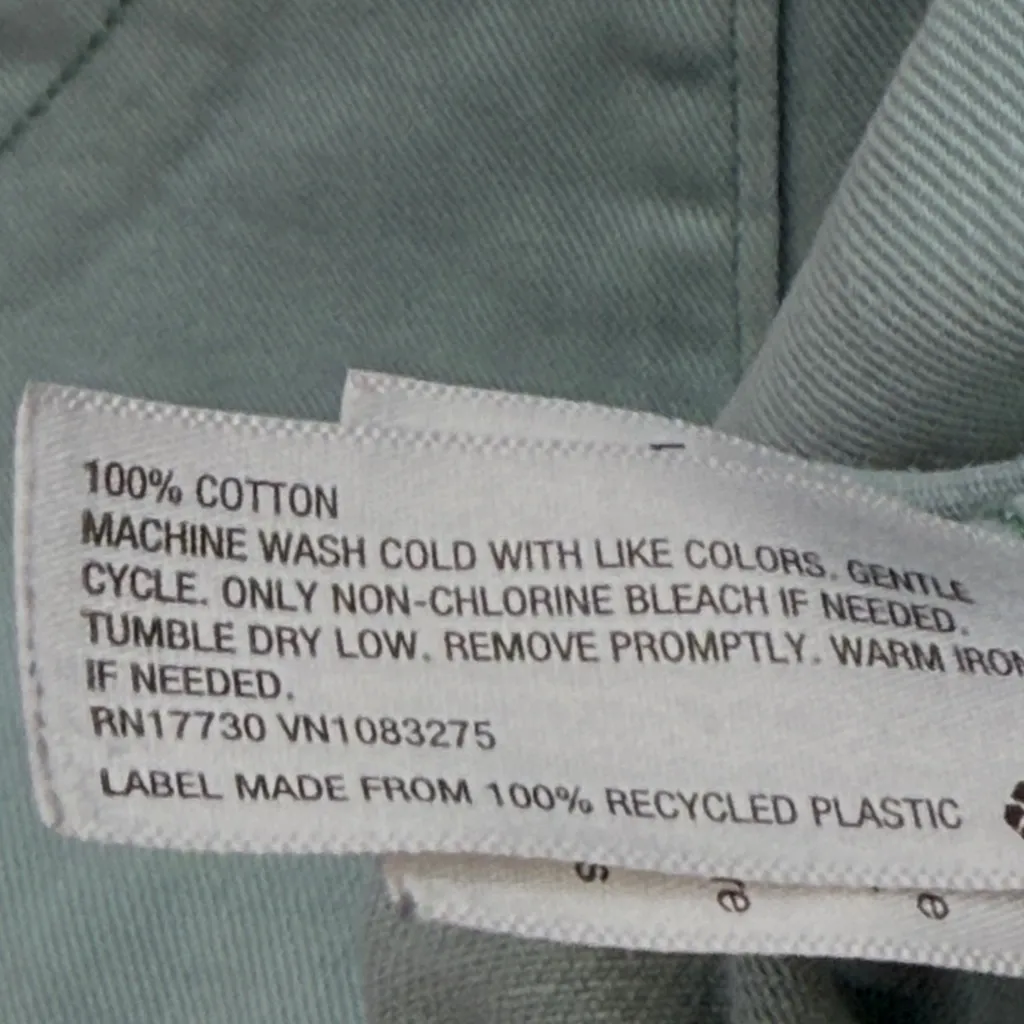 100% COTTON
MACHINE WASH COLD WITH LIKE COLORS. GENTLE
CYCLE. ONLY NON-CHLORINE BLEACH IF NEEDED.
TUMBLE DRY LOW. REMOVE PROMPTLY. WARM IRON
IF NEEDED.
RN17730 VN1083275
LABEL MADE FROM 100% RECYCLED PLASTIC